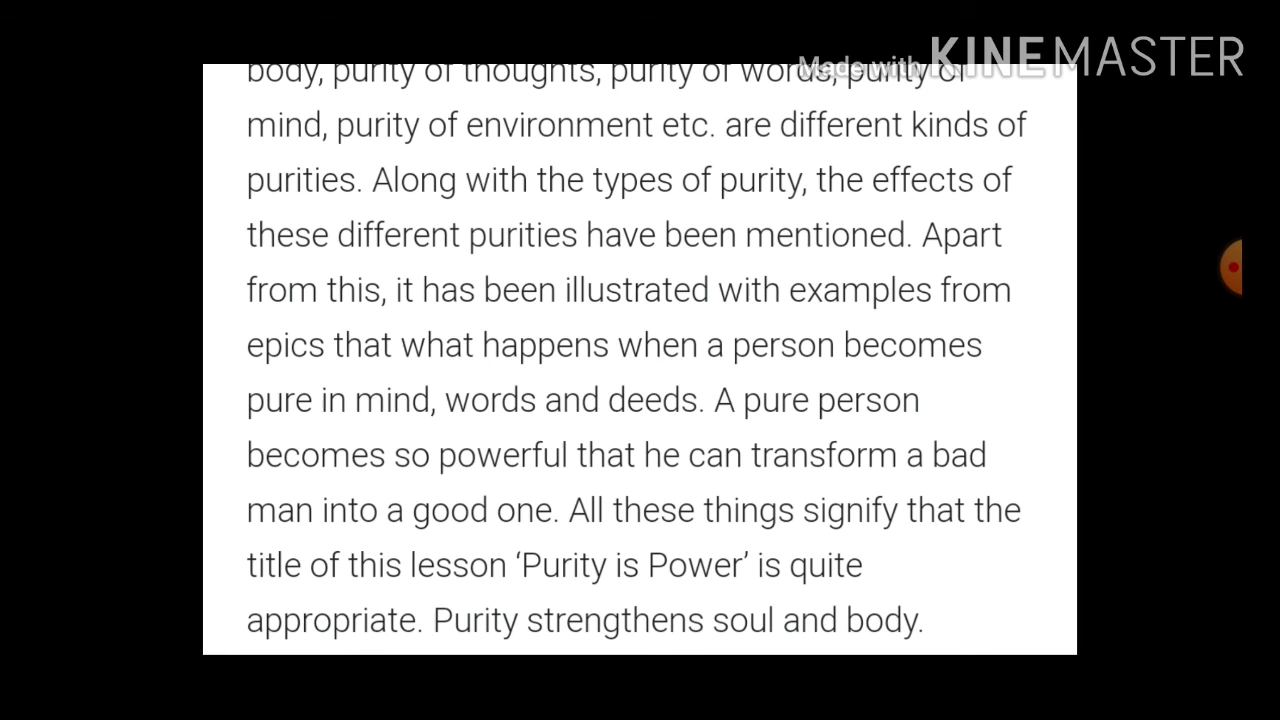 Made with KINEMASTER
body, purity of thoughts, purity of words, purity of
mind, purity of environment etc. are different kinds of
purities. Along with the types of purity, the effects of
these different purities have been mentioned. Apart
from this, it has been illustrated with examples from
epics that what happens when a person becomes
pure in mind, words and deeds. A pure person
becomes so powerful that he can transform a bad
man into a good one. All these things signify that the
title of this lesson ‘Purity is Power’ is quite
appropriate. Purity strengthens soul and body.